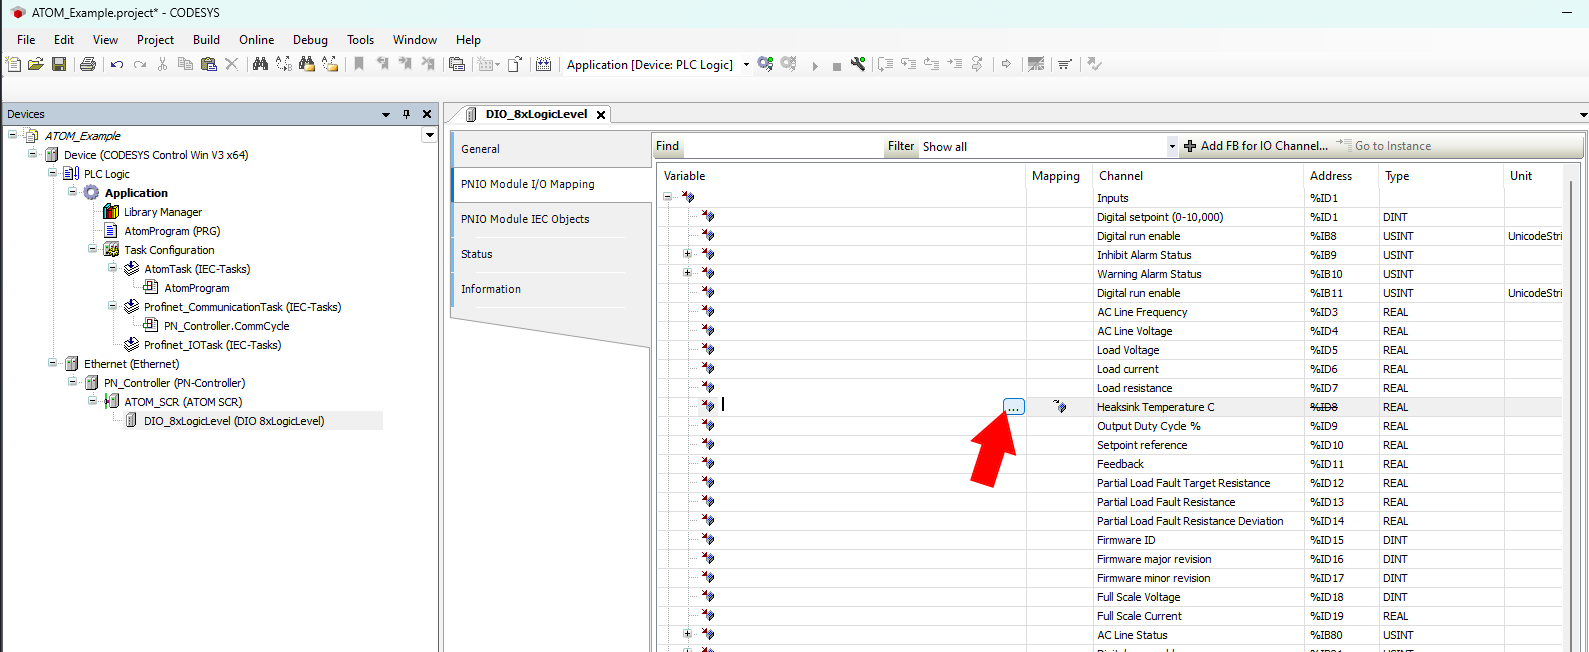 ATOM_Example.project* - CODESYS
File Edit View Project Build Online Debug Tools Window Help
Application [Device: PLC Logic]
Devices
DIO_8xLogicLevel
ATOM_Example
Device (CODESYS Control Win V3 x64)
PLC Logic
Application
Library Manager
AtomProgram (PRG)
Task Configuration
AtomTask (IEC-Tasks)
AtomProgram
Profinet_CommunicationTask (IEC-Tasks)
PN_Controller.CommCycle
Profinet_IOTask (IEC-Tasks)
Ethernet (Ethernet)
PN_Controller (PN-Controller)
ATOM_SCR (ATOM SCR)
DIO_8xLogicLevel (DIO 8xLogicLevel)
General
PNIO Module I/O Mapping
PNIO Module IEC Objects
Status
Information
Find Filter Show all Add FB for IO Channel... Go to Instance
Variable Mapping Channel Address Type Unit
Inputs %ID1
Digital setpoint (0-10,000) %ID1 DINT
Digital run enable %IB8 USINT UnicodeStri
Inhibit Alarm Status %IB9 USINT
Warning Alarm Status %IB10 USINT
Digital run enable %IB11 USINT UnicodeStri
AC Line Frequency %ID3 REAL
AC Line Voltage %ID4 REAL
Load Voltage %ID5 REAL
Load current %ID6 REAL
Load resistance %ID7 REAL
... Heaksink Temperature C %ID8 REAL
Output Duty Cycle % %ID9 REAL
Setpoint reference %ID10 REAL
Feedback %ID11 REAL
Partial Load Fault Target Resistance %ID12 REAL
Partial Load Fault Resistance %ID13 REAL
Partial Load Fault Resistance Deviation %ID14 REAL
Firmware ID %ID15 DINT
Firmware major revision %ID16 DINT
Firmware minor revision %ID17 DINT
Full Scale Voltage %ID18 DINT
Full Scale Current %ID19 REAL
AC Line Status %IB80 USINT